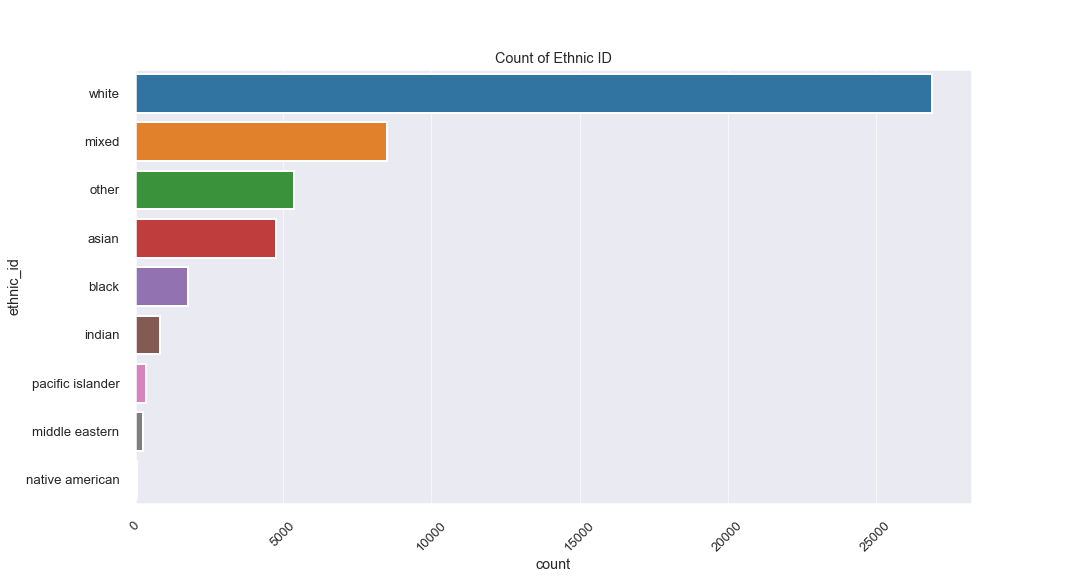 Count of Ethnic ID
white
mixed
other
asian
black
indian
pacific islander
middle eastern
native american
ethnic_id
0
5000
10000
15000
20000
25000
count